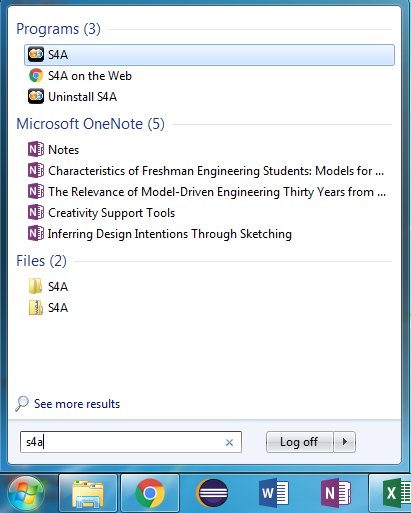 Programs (3)
S4A
S4A on the Web
Uninstall S4A
Microsoft OneNote (5)
Notes
Characteristics of Freshman Engineering Students: Models for ...
The Relevance of Model-Driven Engineering Thirty Years from ...
Creativity Support Tools
Inferring Design Intentions Through Sketching
Files (2)
S4A
S4A
See more results
s4a
Log off